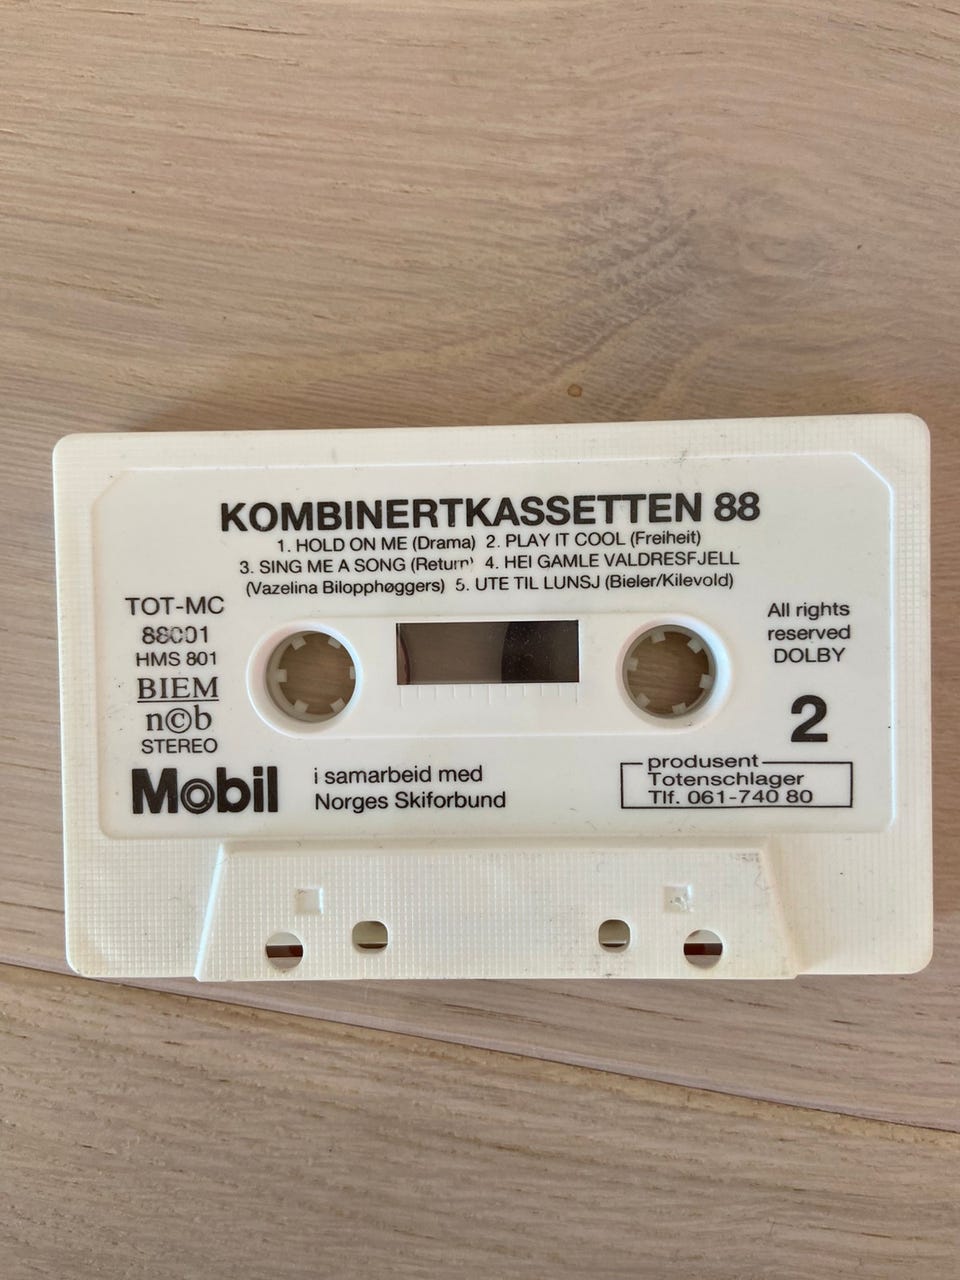 KOMBINERTKASSETTEN 88
1. HOLD ON ME (Drama) 2. PLAY IT COOL (Freiheit)
3. SING ME A SONG (Return) 4. HEI GAMLE VALDRESFJELL
(Vazelina Bilopphøggers) 5. UTE TIL LUNSJ (Bieler/Kilevold)
TOT-MC
88001
HMS 801
BIEM
n©b
STEREO
All rights
reserved
DOLBY
2
Mobil
i samarbeid med
Norges Skiforbund
produsent
Totenschlager
Tlf. 061-740 80